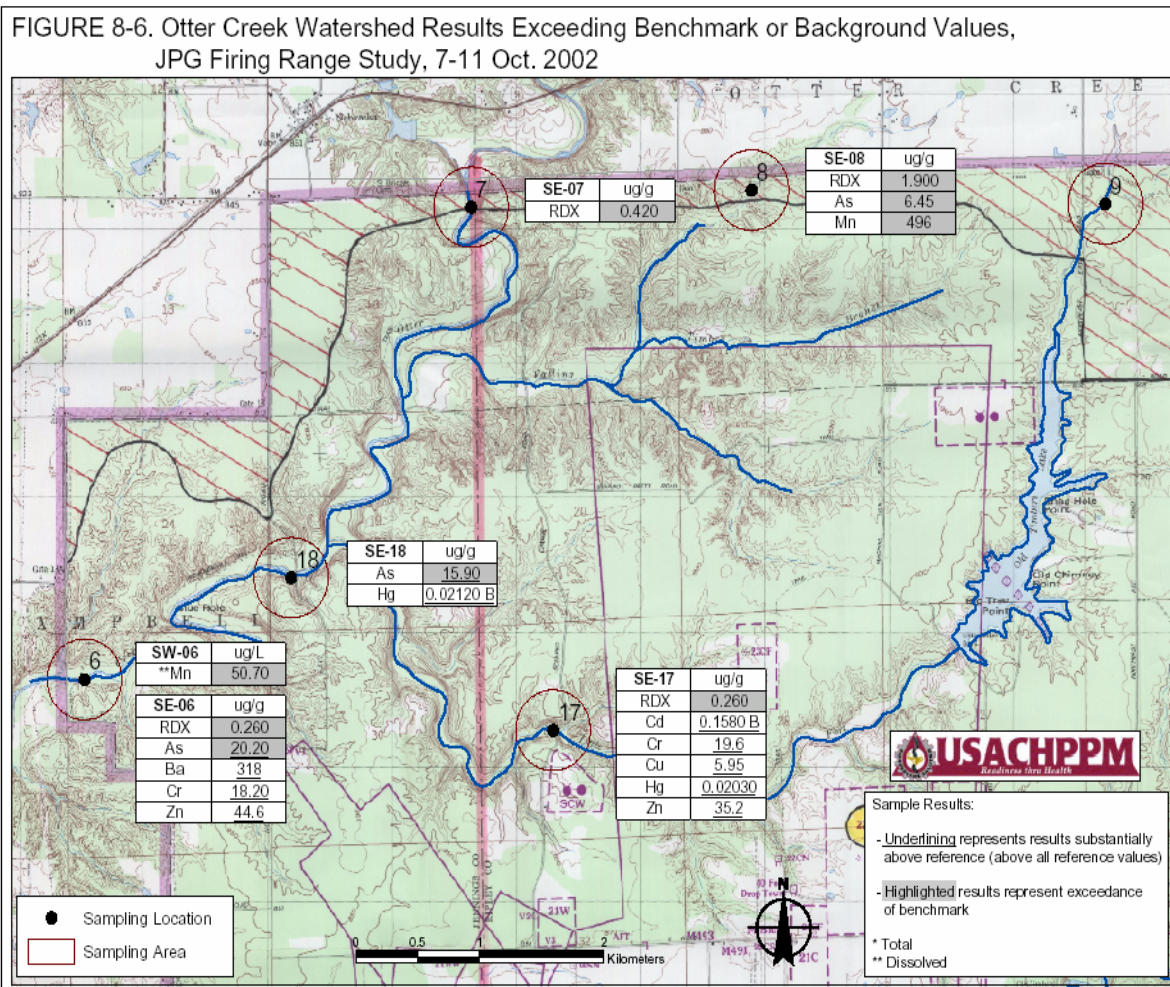 FIGURE 8-6. Otter Creek Watershed Results Exceeding Benchmark or Background Values,
JPG Firing Range Study, 7-11 Oct. 2002
O T T E R C R E E
7
SE-07 ug/g
RDX 0.420
8
SE-08 ug/g
RDX 1.900
As 6.45
Mn 496
9
18
SE-18 ug/g
As 15.90
Hg 0.02120 B
Old Chimney
Point
6
SW-06 ug/L
**Mn 50.70
SE-06 ug/g
RDX 0.260
As 20.20
Ba 318
Cr 18.20
Zn 44.6
17
SE-17 ug/g
RDX 0.260
Cd 0.1580 B
Cr 19.6
Cu 5.95
Hg 0.02030
Zn 35.2
SCW
USACHPPM
Readiness thru Health
Sample Results:
- Underlining represents results substantially
above reference (above all reference values)
- Highlighted results represent exceedance
of benchmark
* Total
** Dissolved
N
21W
21C
Sampling Location
Sampling Area
0 0.5 1 2
Kilometers